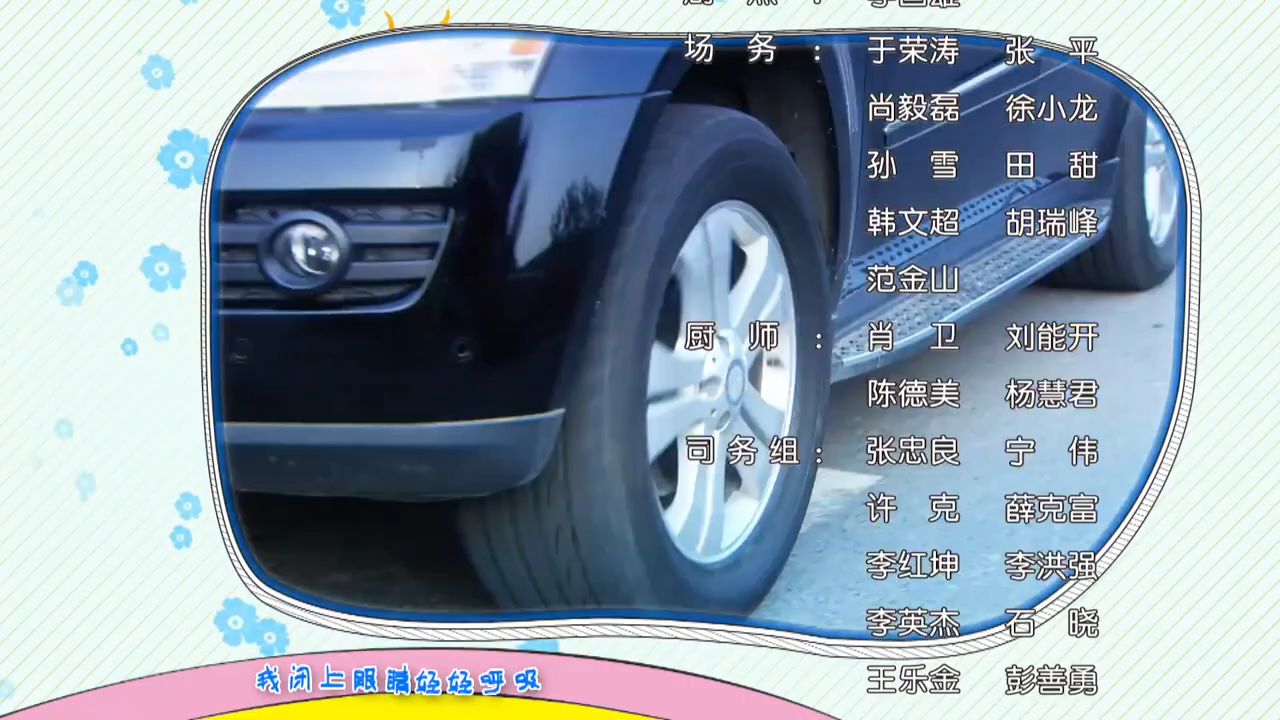 场 务 : 于荣涛 张 平
尚毅磊 徐小龙
孙 雪 田 甜
韩文超 胡瑞峰
范金山
厨 师 : 肖 卫 刘能开
陈德美 杨慧君
司 务 组 : 张忠良 宁 伟
许 克 薛克富
李红坤 李洪强
李英杰 石 晓
王乐金 彭善勇
我闭上眼睛轻轻呼吸